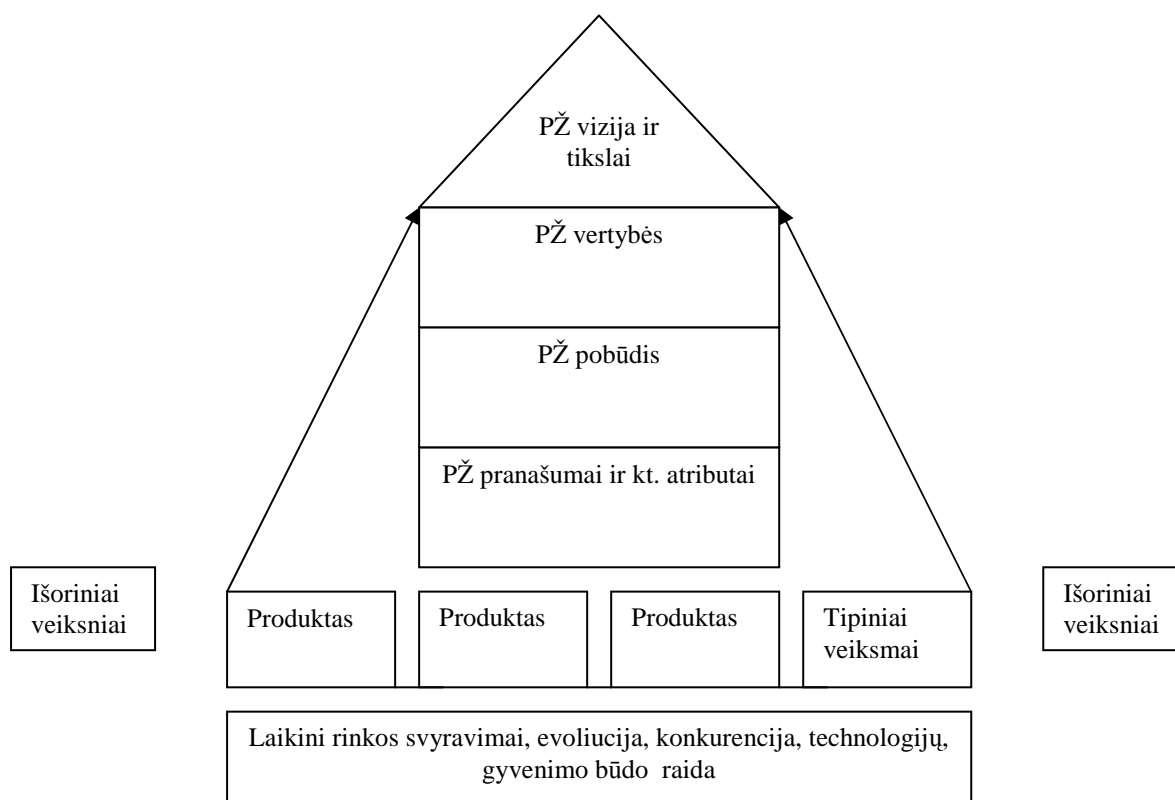 PŽ vizija ir
tikslai
PŽ vertybės
PŽ pobūdis
PŽ pranašumai ir kt. atributai
Išoriniai
veiksniai
Produktas
Produktas
Produktas
Tipiniai
veiksmai
Išoriniai
veiksniai
Laikini rinkos svyravimai, evoliucija, konkurencija, technologijų,
gyvenimo būdo raida